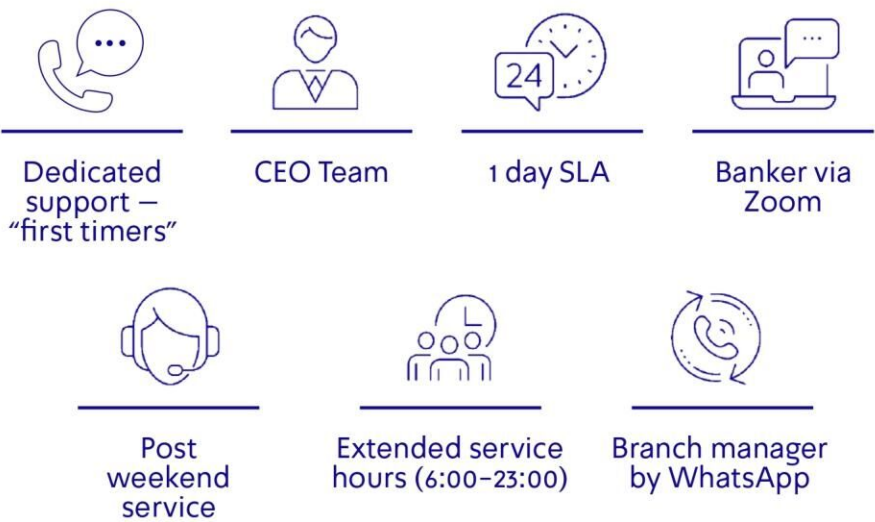 24
Dedicated
support –
“first timers”
CEO Team
1 day SLA
Banker via
Zoom
Post
weekend
service
Extended service
hours (6:00–23:00)
Branch manager
by WhatsApp